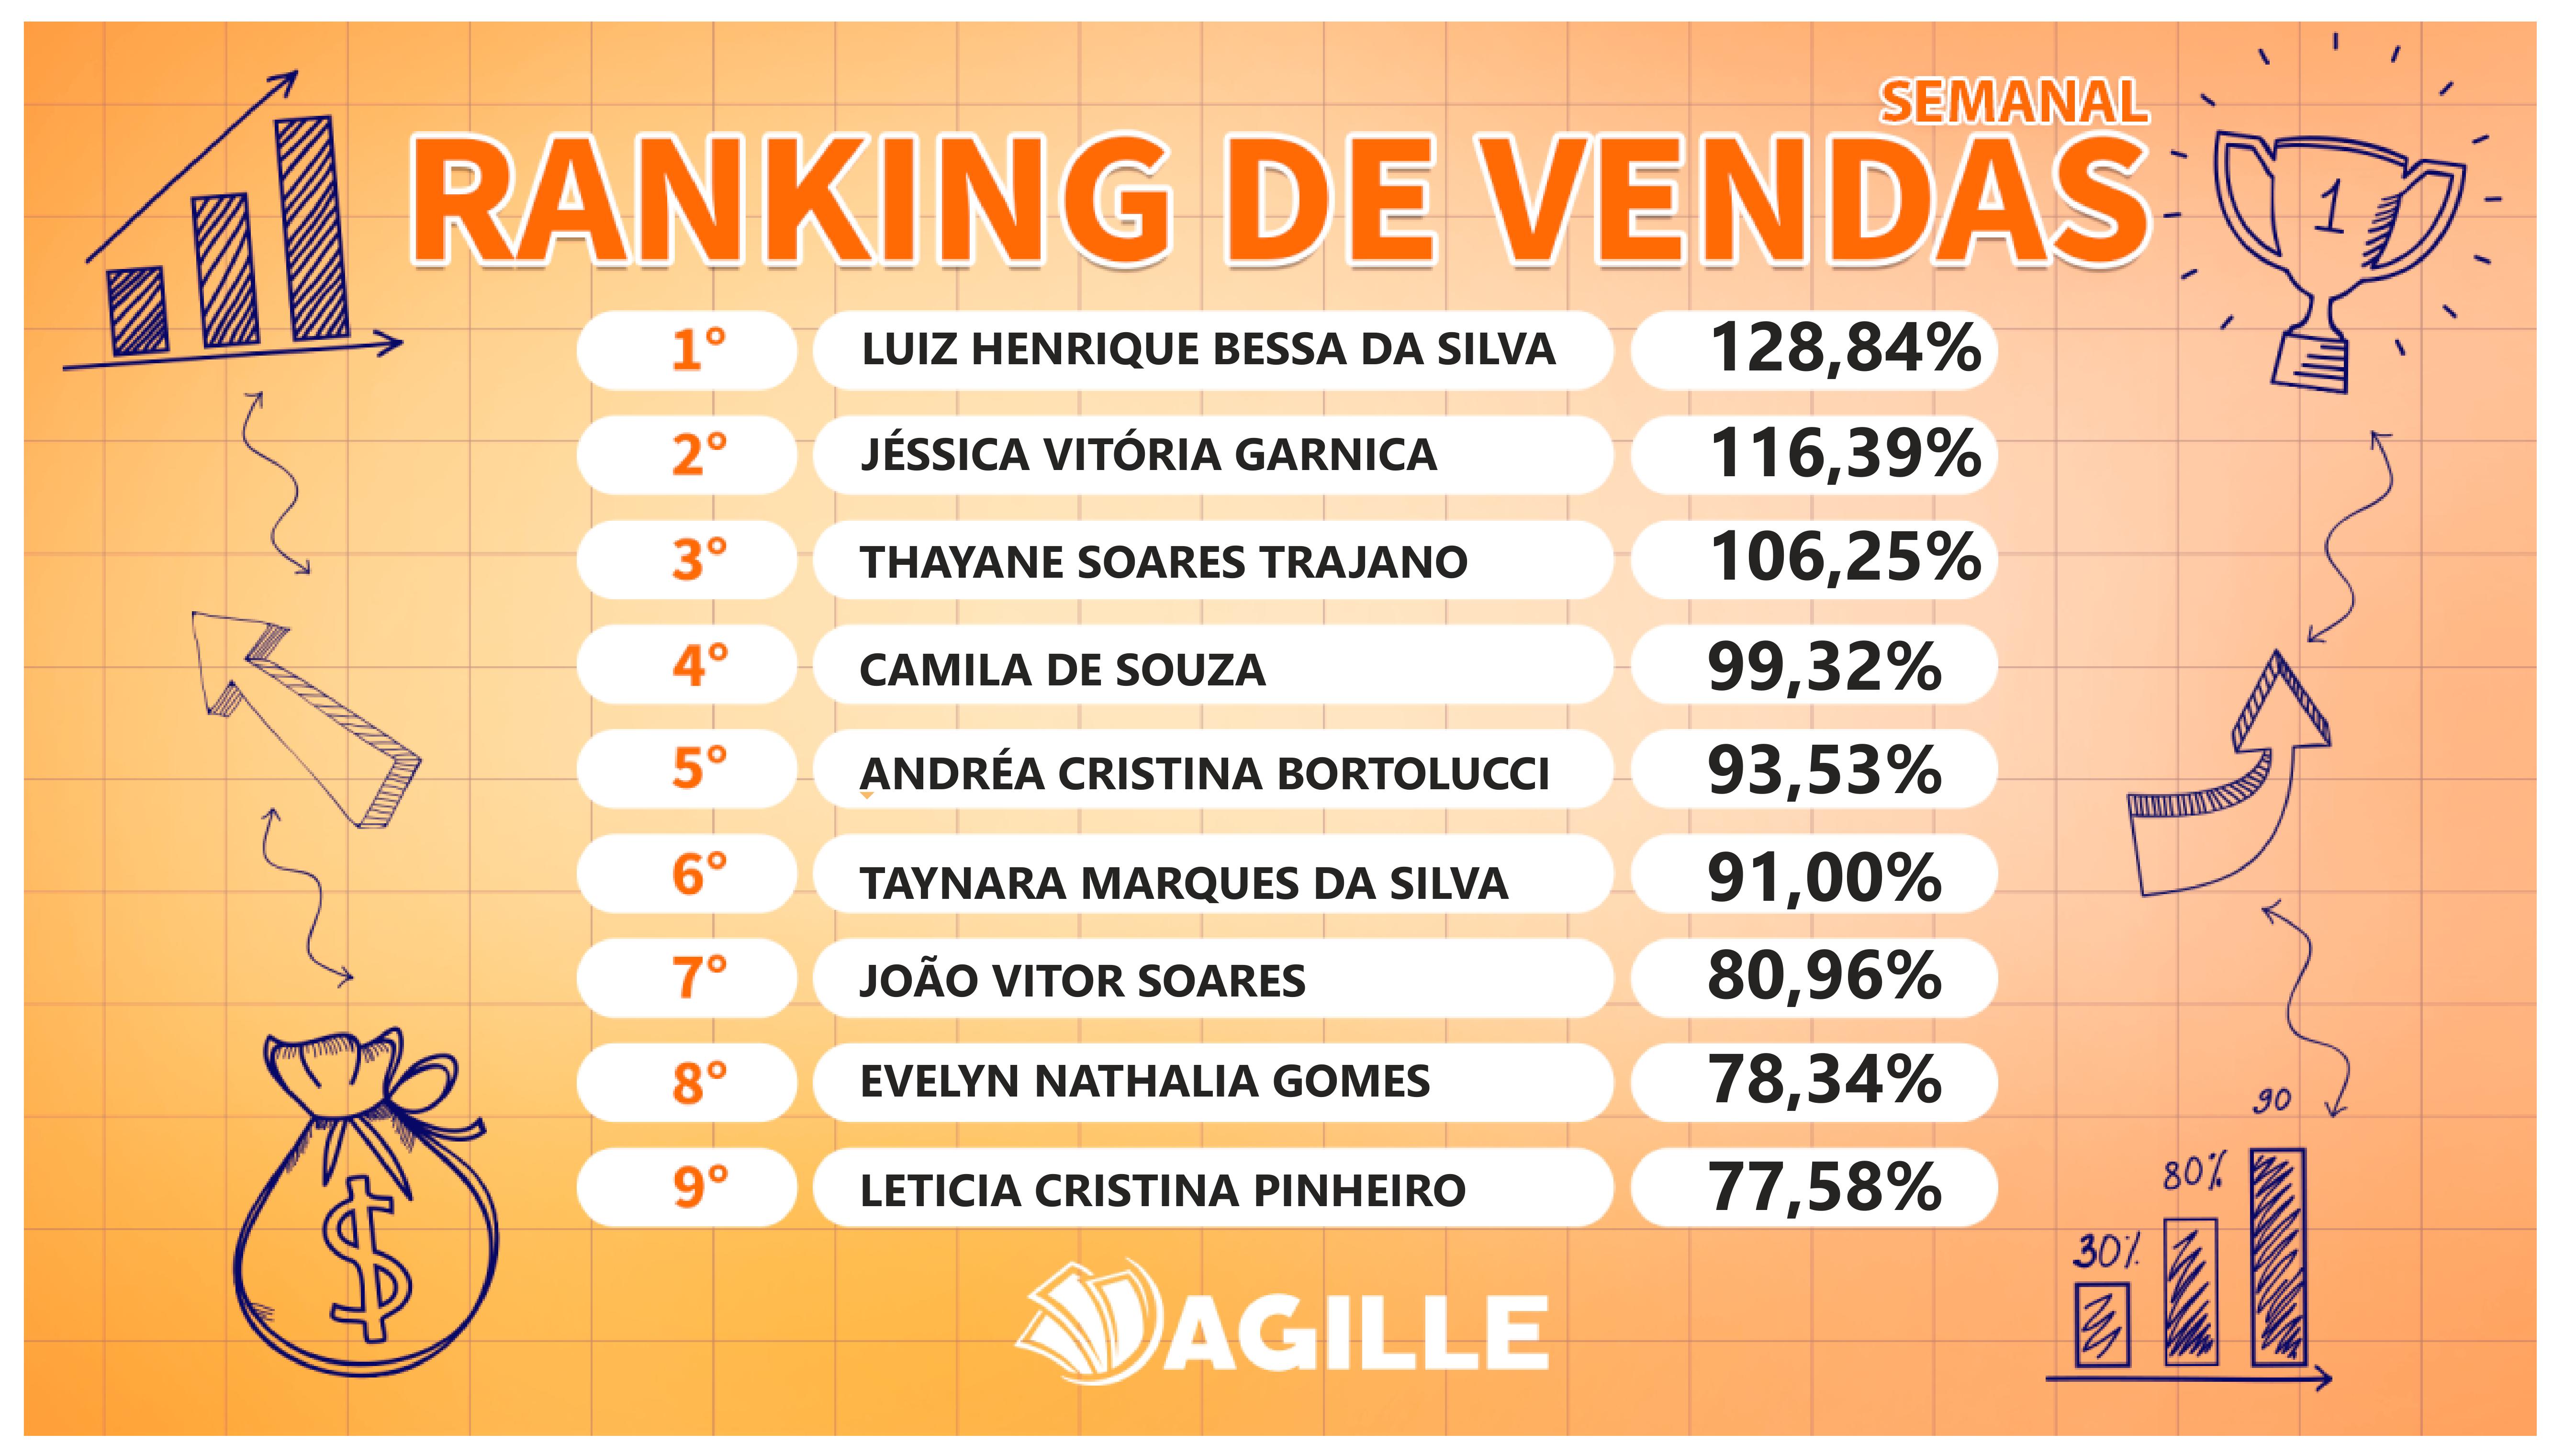 SEMANAL
RANKING DE VENDAS
1
1° LUIZ HENRIQUE BESSA DA SILVA 128,84%
2° JÉSSICA VITÓRIA GARNICA 116,39%
3° THAYANE SOARES TRAJANO 106,25%
4° CAMILA DE SOUZA 99,32%
5° ANDRÉA CRISTINA BORTOLUCCI 93,53%
6° TAYNARA MARQUES DA SILVA 91,00%
7° JOÃO VITOR SOARES 80,96%
8° EVELYN NATHALIA GOMES 78,34%
9° LETICIA CRISTINA PINHEIRO 77,58%
$
30%
80%
90
AGILLE